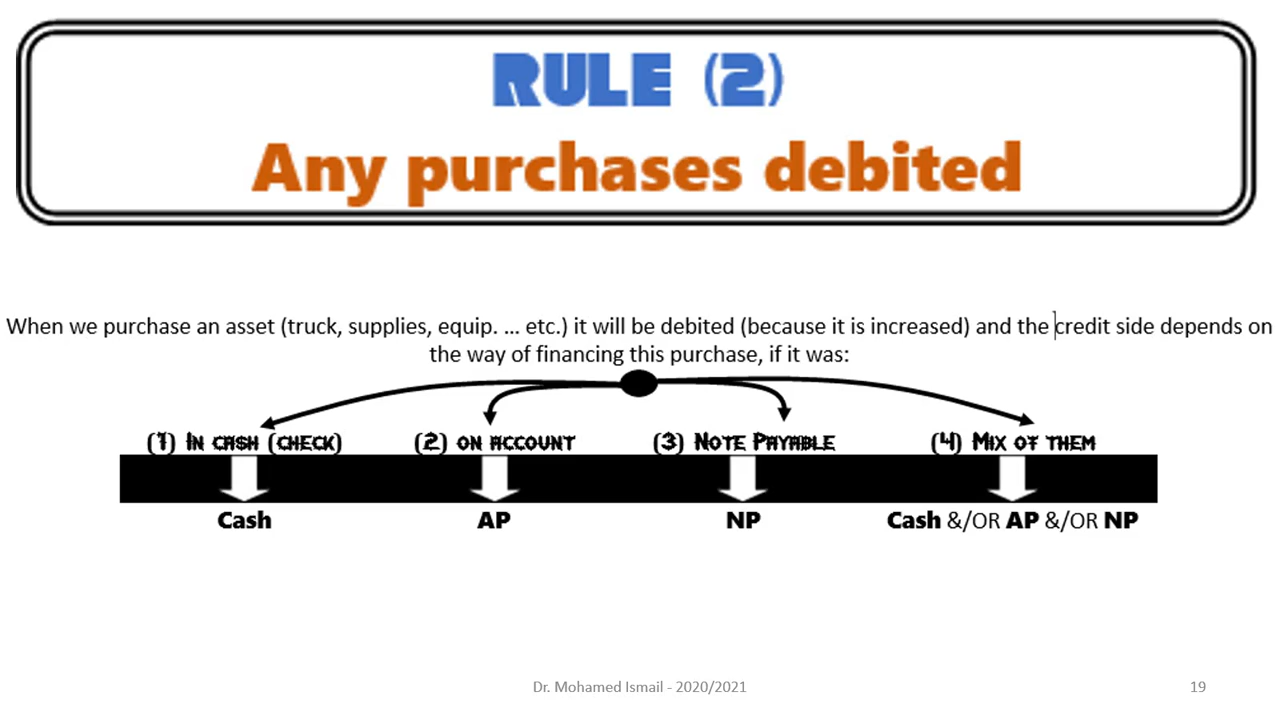 RULE (2)
Any purchases debited
When we purchase an asset (truck, supplies, equip. ... etc.) it will be debited (because it is increased) and the credit side depends on
the way of financing this purchase, if it was:
(1) In cash (check) (2) on account (3) Note Payable (4) Mix of them
Cash AP NP Cash &/OR AP &/OR NP
Dr. Mohamed Ismail - 2020/2021 19